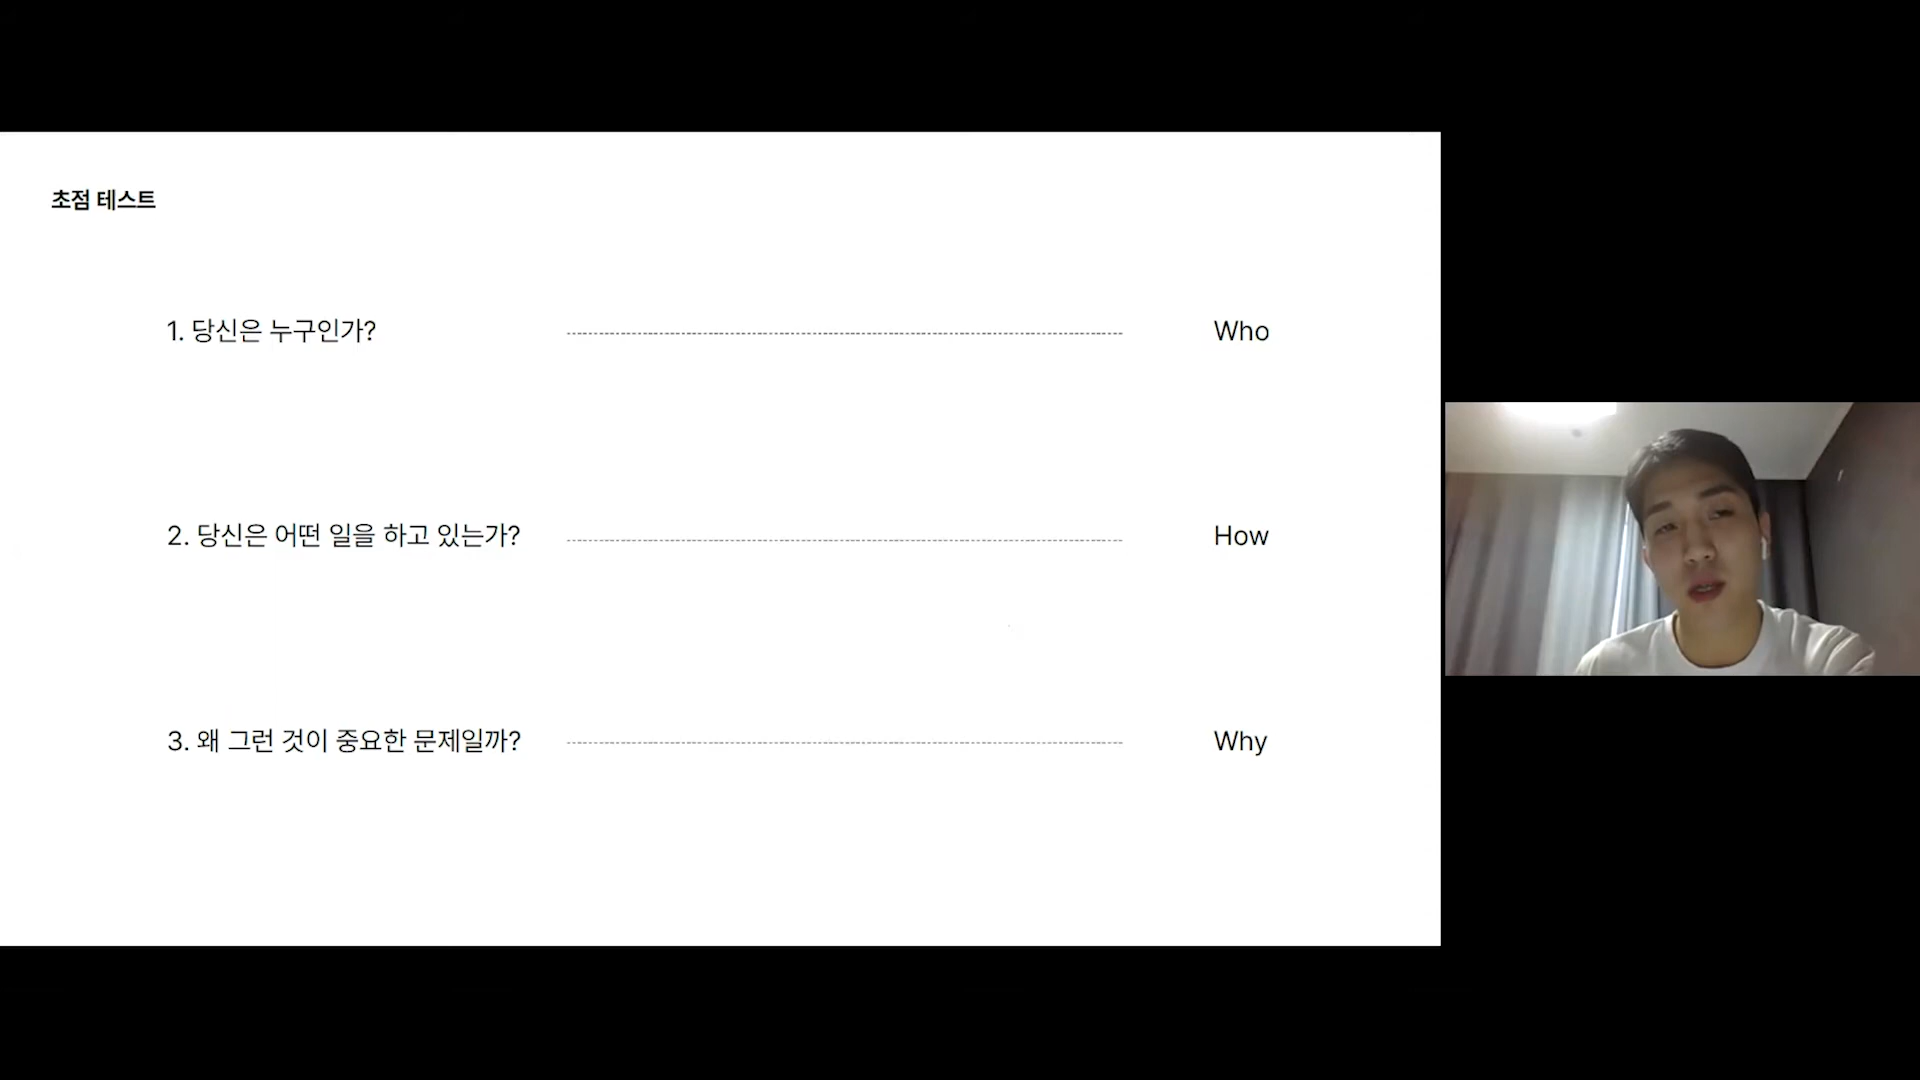 초점 테스트
1. 당신은 누구인가? Who
2. 당신은 어떤 일을 하고 있는가? How
3. 왜 그런 것이 중요한 문제일까? Why